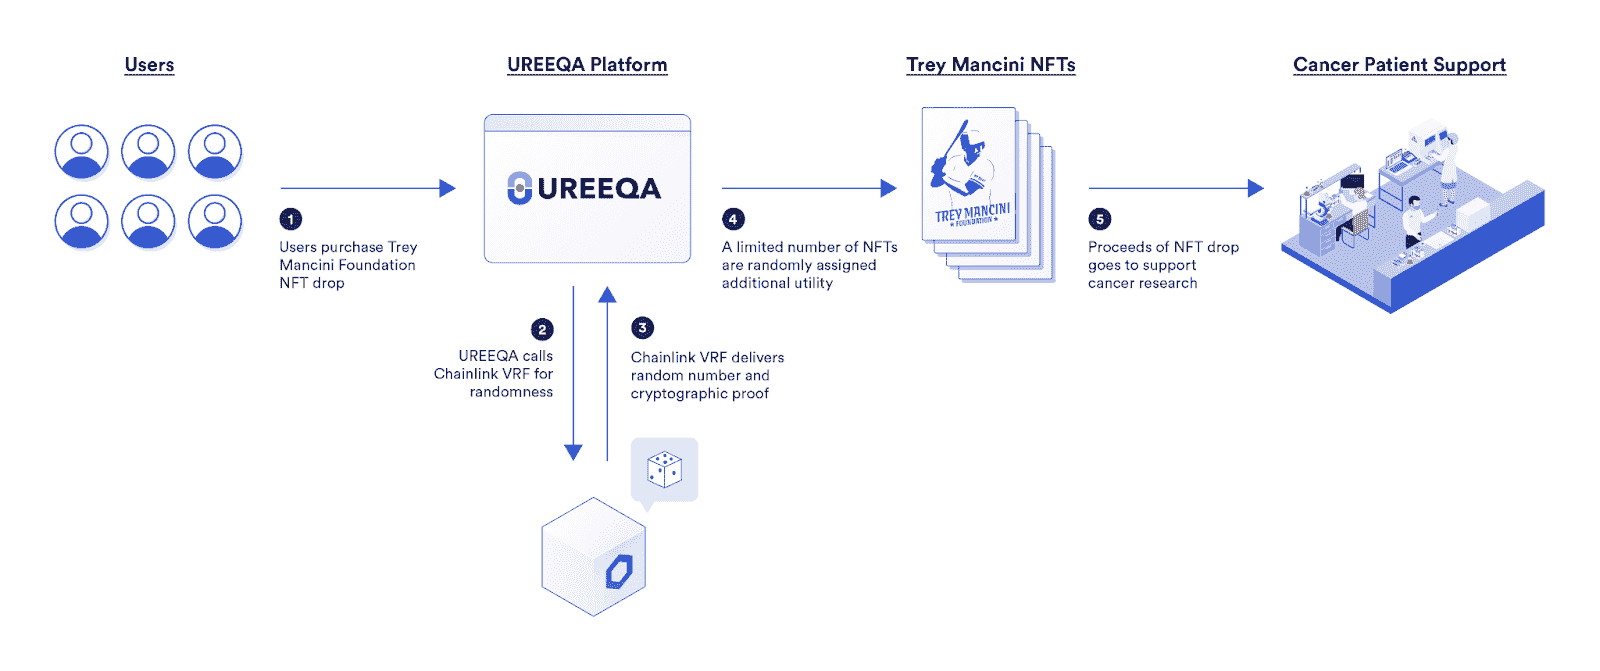 Users
UREEQA Platform
Trey Mancini NFTs
Cancer Patient Support
UREEQA
TREY MANCINI
FOUNDATION
1
Users purchase Trey
Mancini Foundation
NFT drop
4
A limited number of NFTs
are randomly assigned
additional utility
5
Proceeds of NFT drop
goes to support
cancer research
2
UREEQA calls
Chainlink VRF for
randomness
3
Chainlink VRF delivers
random number and
cryptographic proof